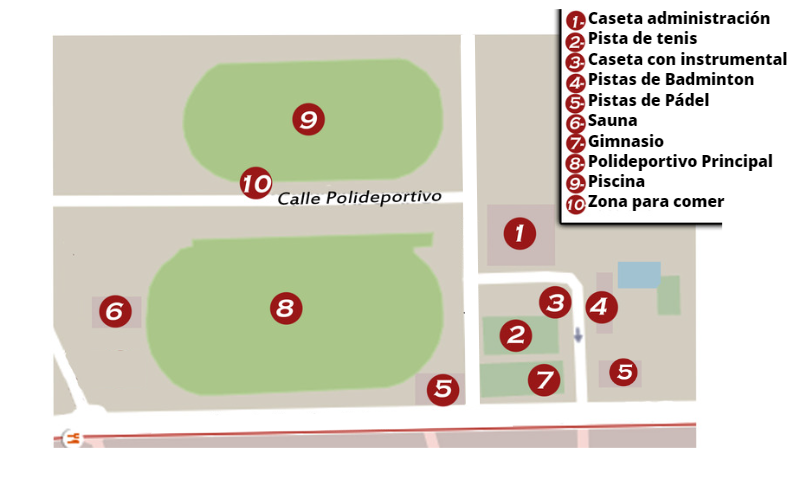 1- Caseta administración
2- Pista de tenis
3- Caseta con instrumental
4- Pistas de Badminton
5- Pistas de Pádel
6- Sauna
7- Gimnasio
8- Polideportivo Principal
9- Piscina
10- Zona para comer
9
10
Calle Polideportivo
1
8
6
3
4
2
5
7
5